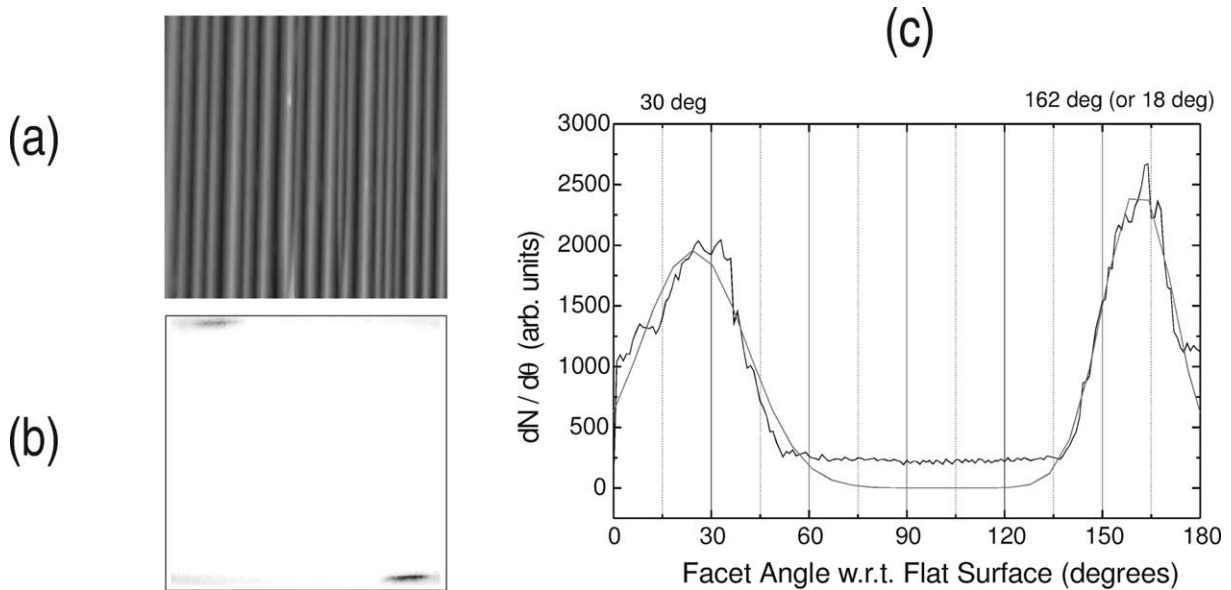 (a)
(b)
(c)
30 deg
162 deg (or 18 deg)
dN / dθ (arb. units)
3000
2500
2000
1500
1000
500
0
0
30
60
90
120
150
180
Facet Angle w.r.t. Flat Surface (degrees)